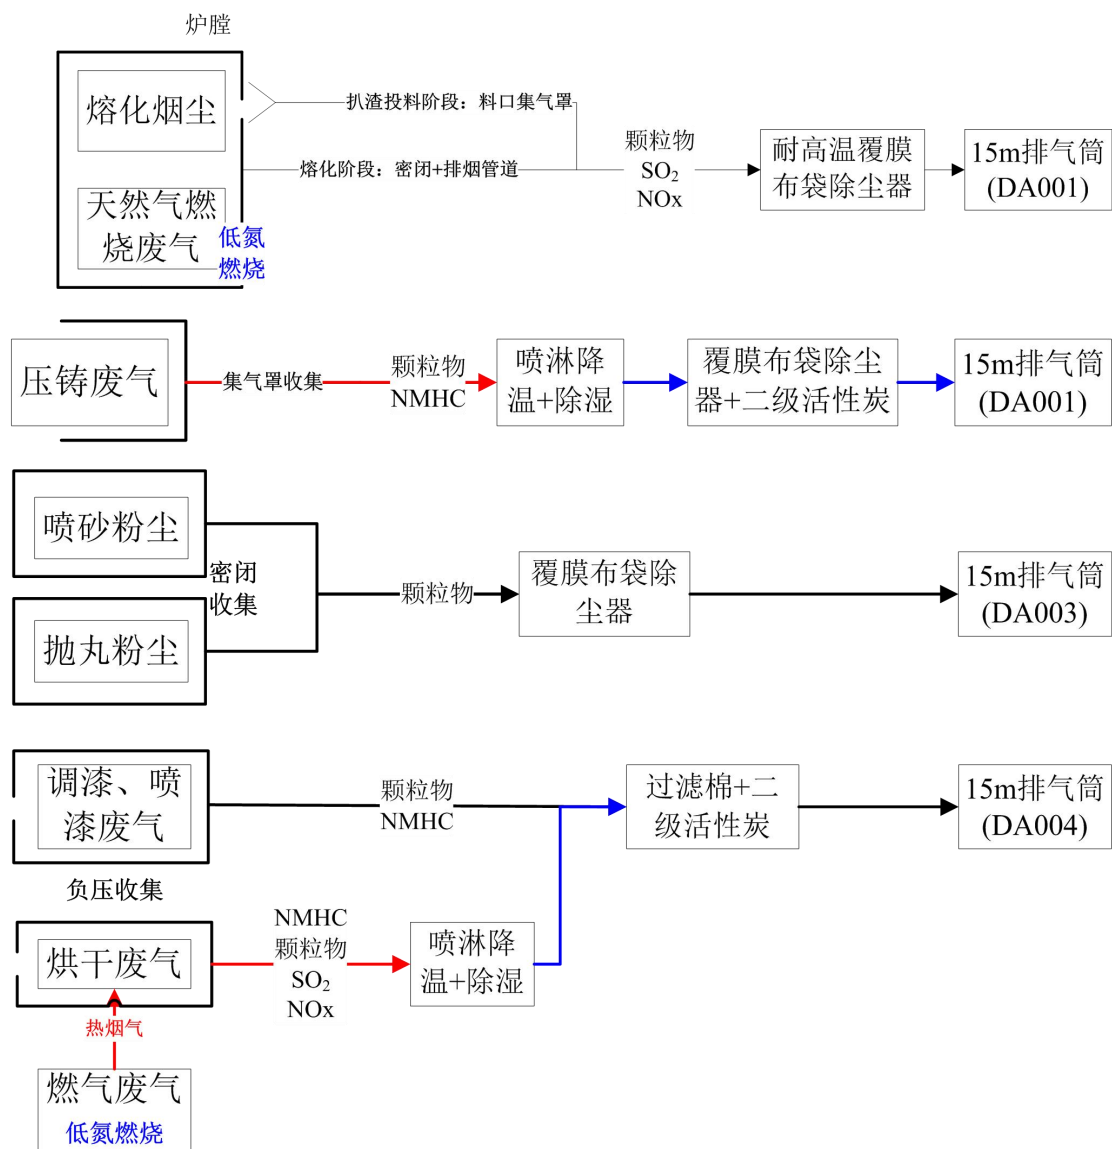 炉膛
熔化烟尘
扒渣投料阶段：料口集气罩
熔化阶段：密闭+排烟管道
天然气燃
烧废气
低氮
燃烧
颗粒物
SO₂
NOx
耐高温覆膜
布袋除尘器
15m排气筒
(DA001)
压铸废气
集气罩收集
颗粒物
NMHC
喷淋降
温+除湿
覆膜布袋除尘
器+二级活性炭
15m排气筒
(DA001)
喷砂粉尘
密闭
收集
抛丸粉尘
颗粒物
覆膜布袋除
尘器
15m排气筒
(DA003)
调漆、喷
漆废气
颗粒物
NMHC
过滤棉+二
级活性炭
15m排气筒
(DA004)
负压收集
烘干废气
NMHC
颗粒物
SO₂
NOx
喷淋降
温+除湿
热烟气
燃气废气
低氮燃烧